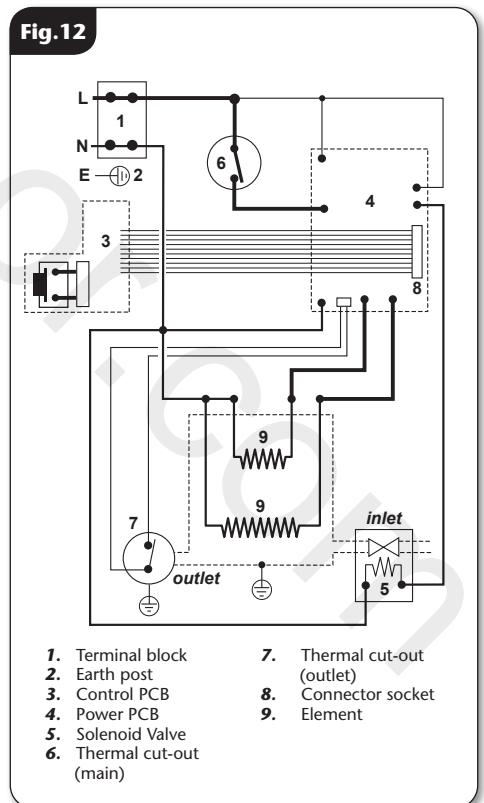 Fig.12
L
1
N
E
2
6
4
3
8
9
9
7
outlet
inlet
5
1. Terminal block
2. Earth post
3. Control PCB
4. Power PCB
5. Solenoid Valve
6. Thermal cut-out
(main)
7. Thermal cut-out
(outlet)
8. Connector socket
9. Element
or.com